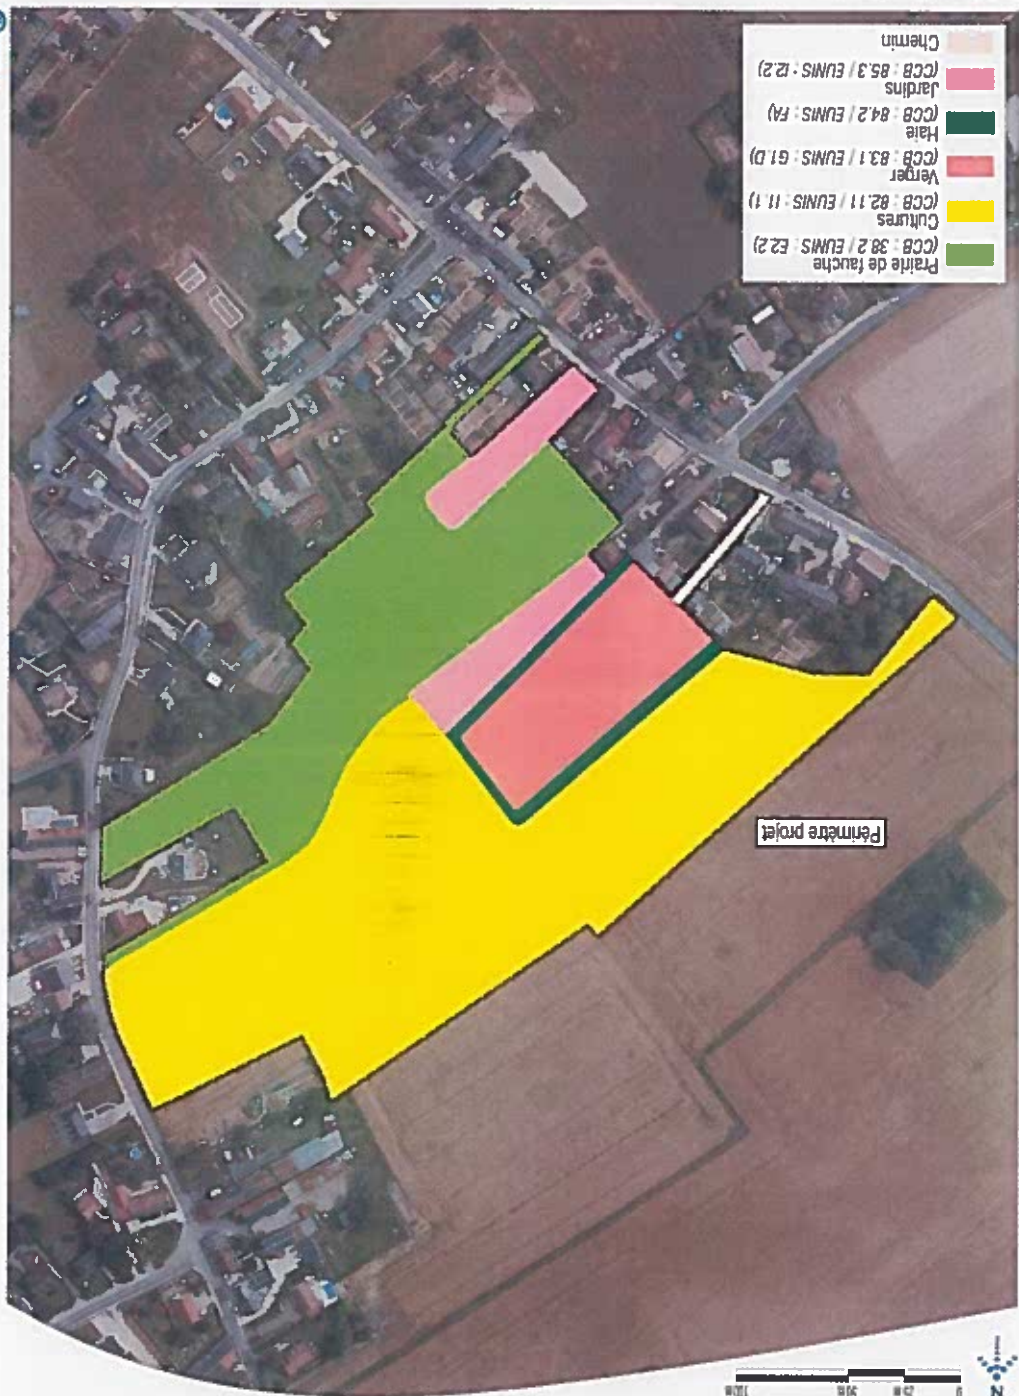 N
Périmètre projet
Prairie de fauche
(CCB : 38.2 / EUNIS : E2.2)
Cultures
(CCB : 82.11 / EUNIS : I1.1)
Verger
(CCB : 83.1 / EUNIS : G1.D)
Haie
(CCB : 84.2 / EUNIS : FA)
Jardins
(CCB : 85.3 / EUNIS : I2.2)
Chemin